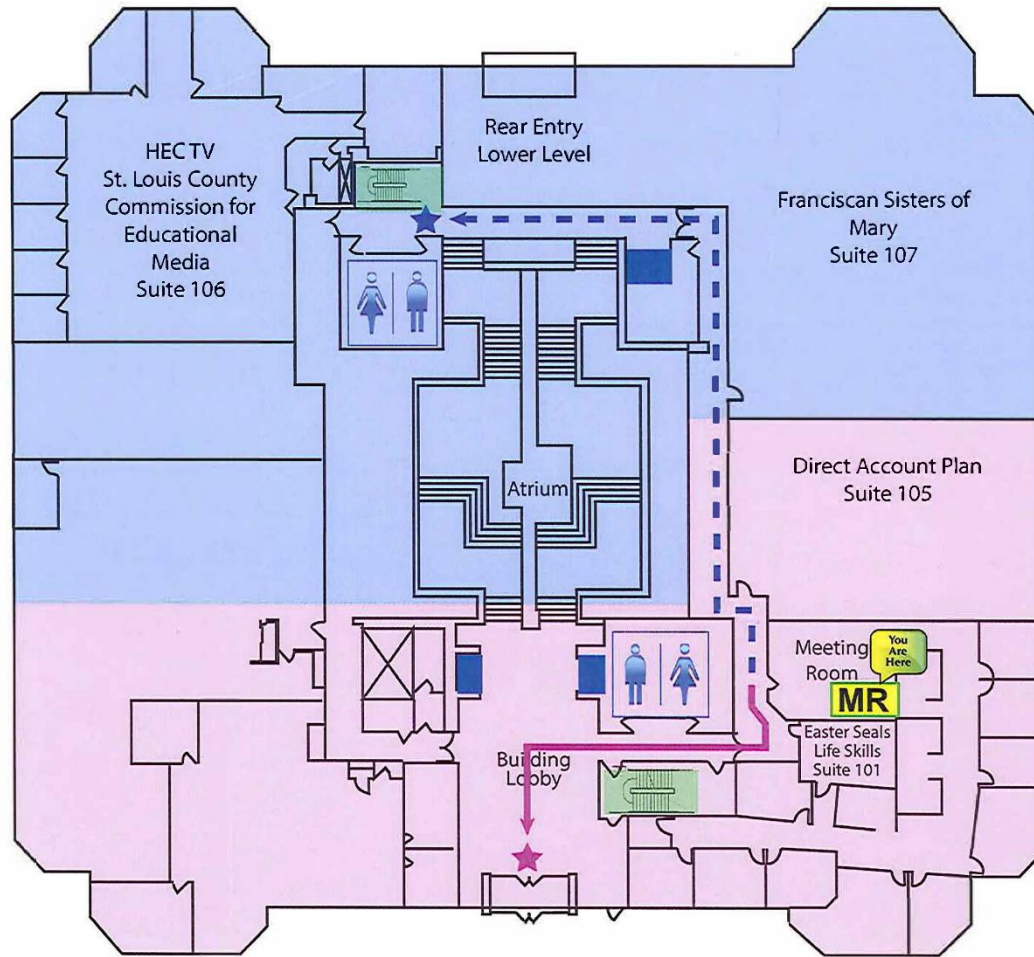 HEC TV
St. Louis County
Commission for
Educational
Media
Suite 106
Rear Entry
Lower Level
Franciscan Sisters of
Mary
Suite 107
Atrium
Direct Account Plan
Suite 105
Meeting
Room
You
Are
Here
MR
Easter Seals
Life Skills
Suite 101
Building
Lobby